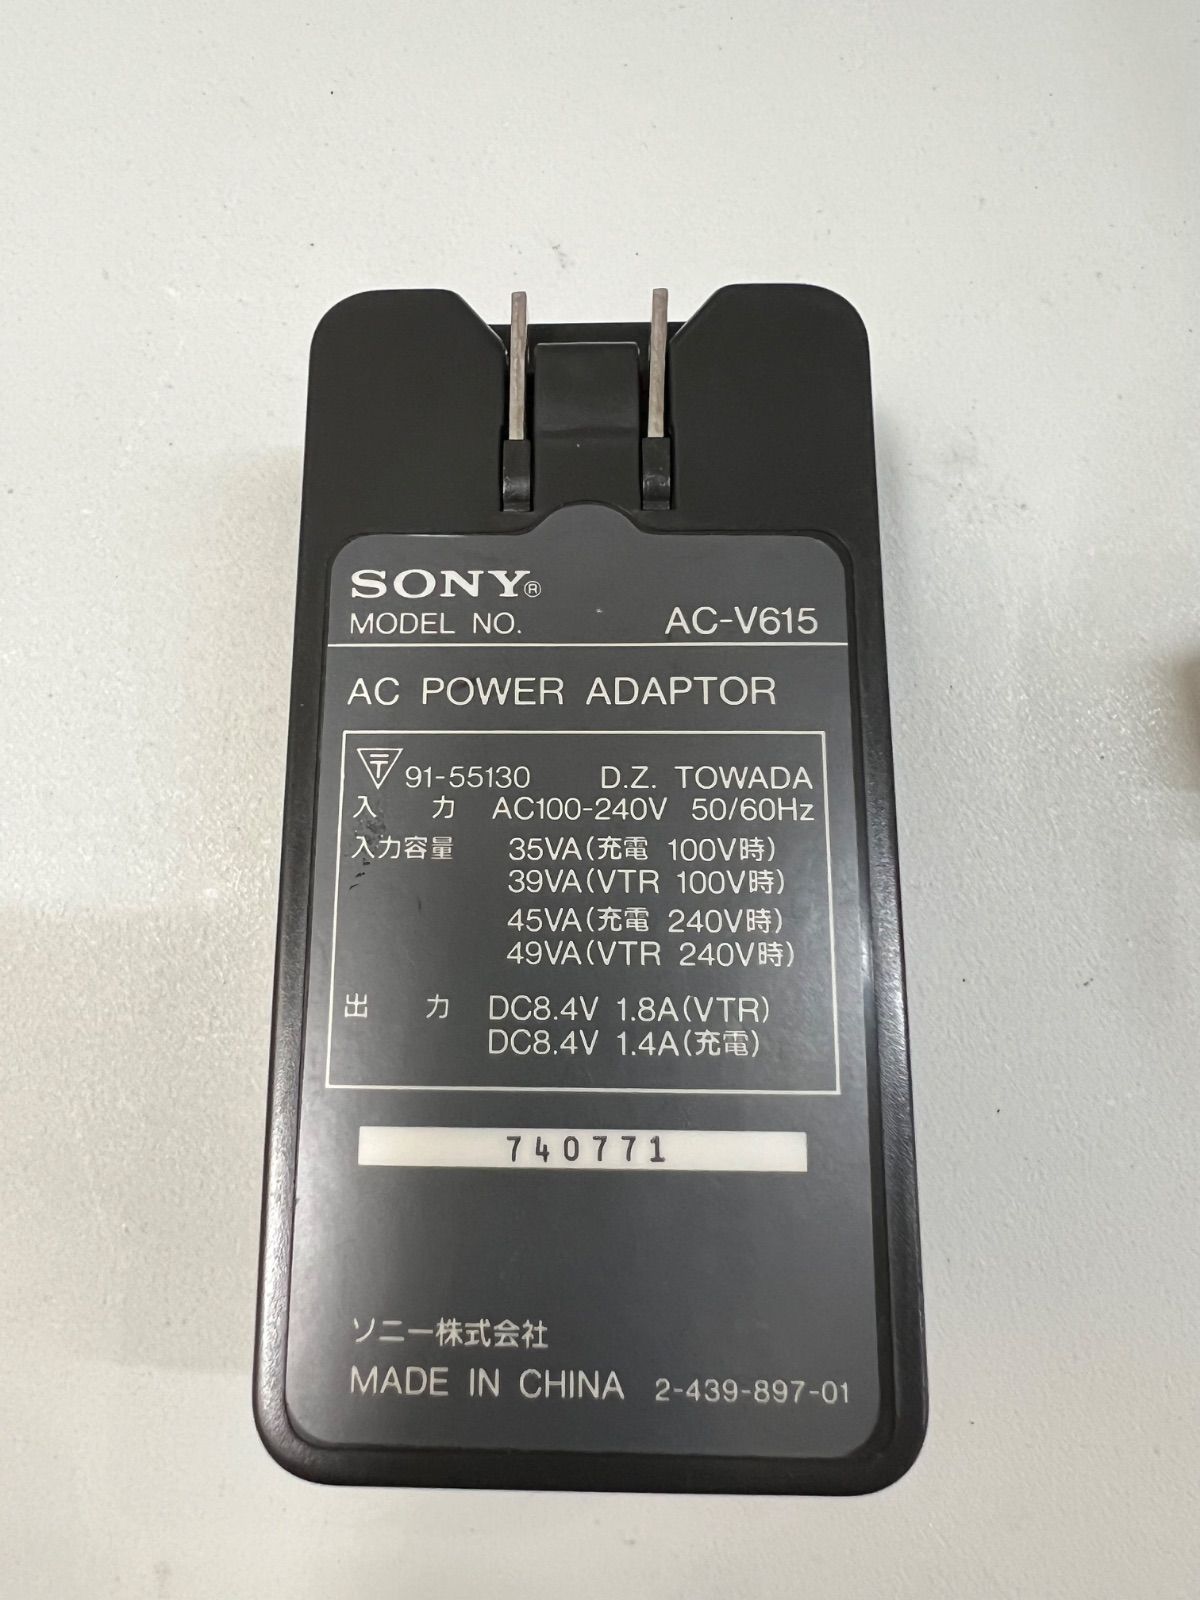 SONY®
MODEL NO. AC-V615
AC POWER ADAPTOR
〒 91-55130 D.Z. TOWADA
入力 AC100-240V 50/60Hz
入力容量 35VA(充電 100V時)
39VA(VTR 100V時)
45VA(充電 240V時)
49VA(VTR 240V時)
出力 DC8.4V 1.8A(VTR)
DC8.4V 1.4A(充電)
740771
ソニー株式会社
MADE IN CHINA 2-439-897-01